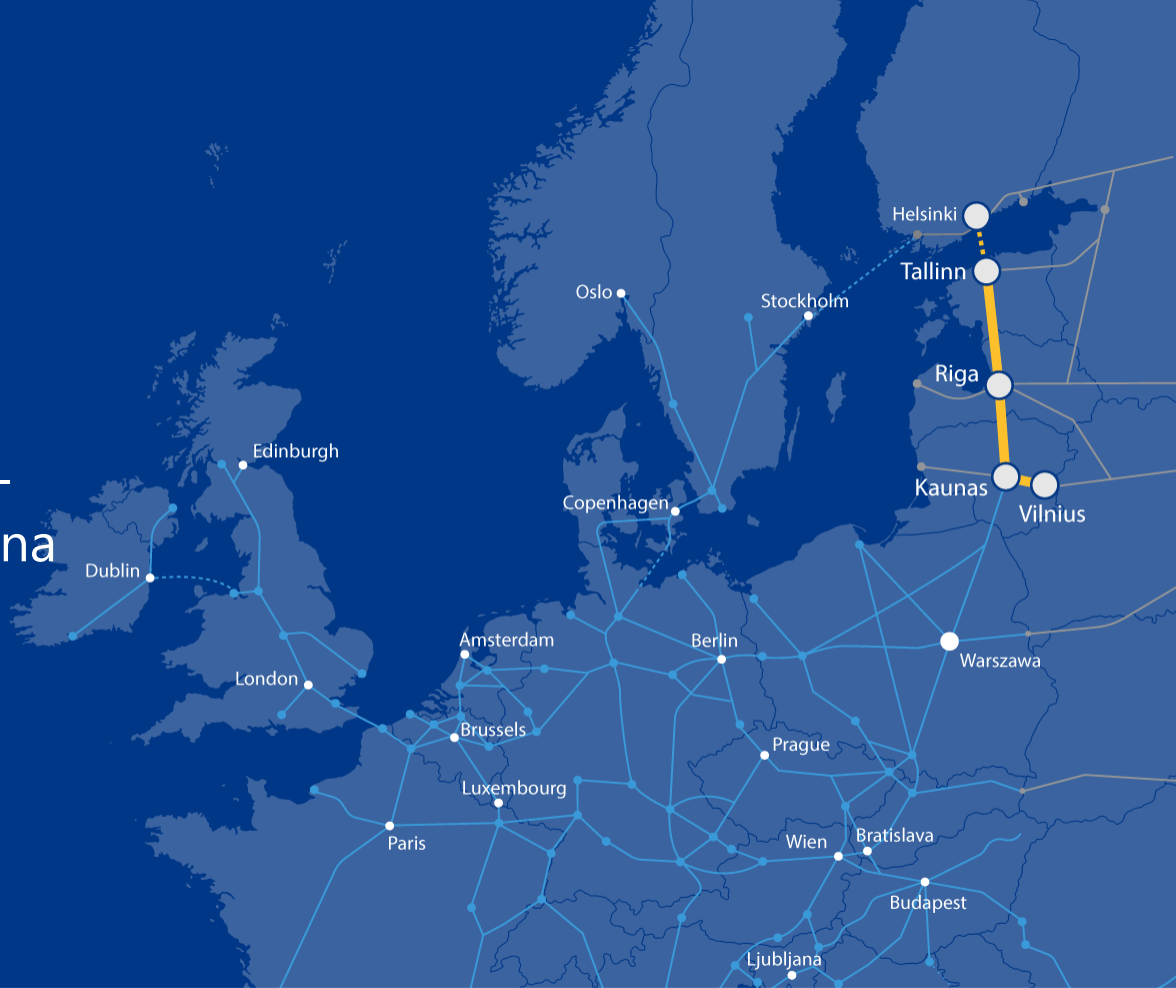 Helsinki
Tallinn
Oslo
Stockholm
Riga
Edinburgh
Kaunas
Copenhagen
Vilnius
na
Dublin
Amsterdam
Berlin
Warszawa
London
Brussels
Prague
Luxembourg
Bratislava
Wien
Paris
Budapest
Ljubljana